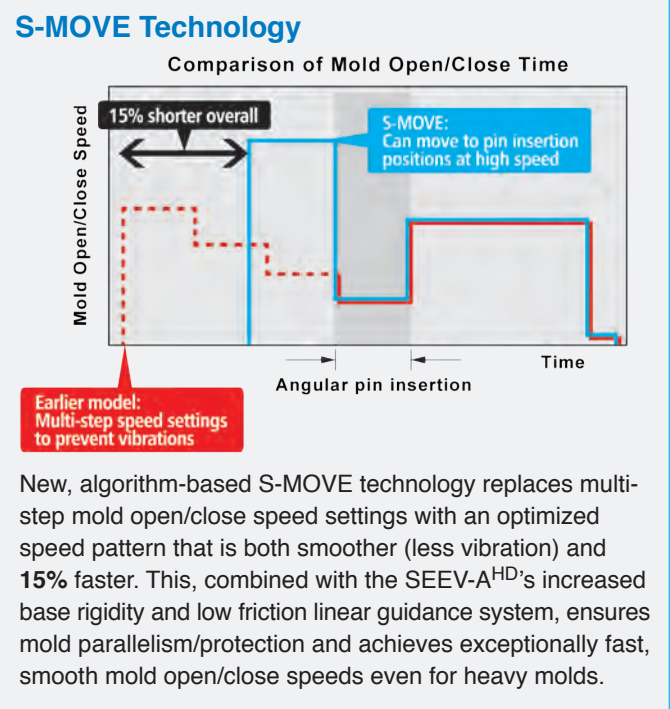 S-MOVE Technology
Comparison of Mold Open/Close Time
Mold Open/Close Speed
15% shorter overall
S-MOVE:
Can move to pin insertion
positions at high speed
Time
Angular pin insertion
Earlier model:
Multi-step speed settings
to prevent vibrations
New, algorithm-based S-MOVE technology replaces multi-
step mold open/close speed settings with an optimized
speed pattern that is both smoother (less vibration) and
15% faster. This, combined with the SEEV-AHD's increased
base rigidity and low friction linear guidance system, ensures
mold parallelism/protection and achieves exceptionally fast,
smooth mold open/close speeds even for heavy molds.